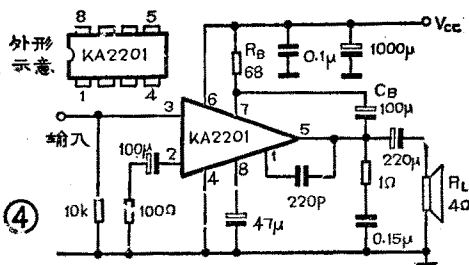 8 5
外形
示意
KA2201
1 4
VCC
RB
68
0.1μ
1000μ
CB
100μ
6
7
3
输入
KA2201
5
100μ
2
1
220μ
4
8
1Ω
RL
4Ω
220P
10k
100Ω
47μ
0.15μ
④